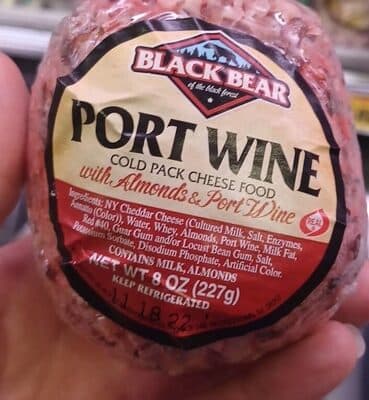 BLACK BEAR
of the black forest
PORT WINE
COLD PACK CHEESE FOOD
with Almonds & Port Wine
REAL
Ingredients: NY Cheddar Cheese (Cultured Milk, Salt, Enzymes,
Annatto (Color)), Water, Whey, Almonds, Port Wine, Milk Fat,
Red #40, Guar Gum and/or Locust Bean Gum, Salt,
Potassium Sorbate, Disodium Phosphate, Artificial Color.
CONTAINS MILK, ALMONDS
NET WT 8 OZ (227g)
KEEP REFRIGERATED
11 18 22